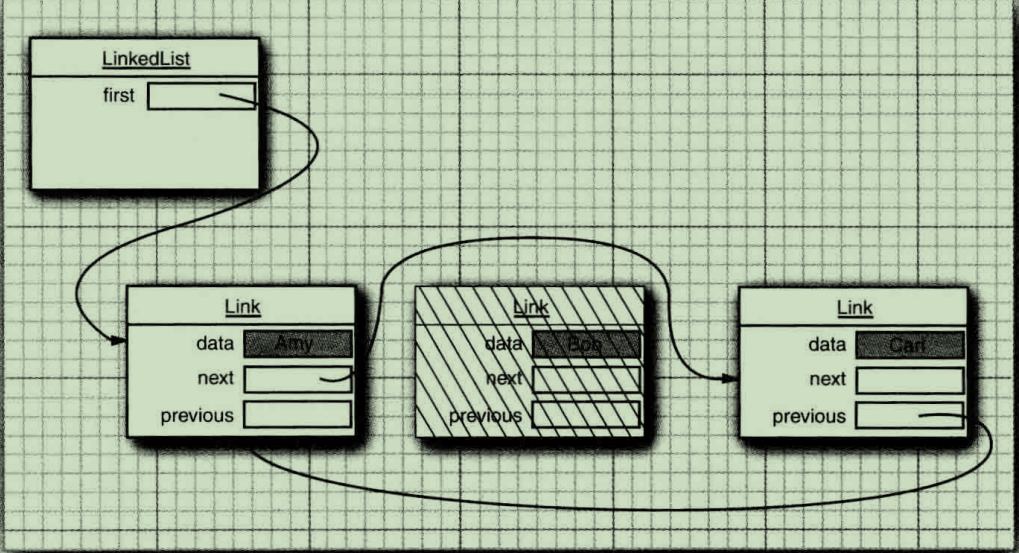 LinkedList
first
Link
data Amy
next
previous
Link
data Bob
next
previous
Link
data Carl
next
previous